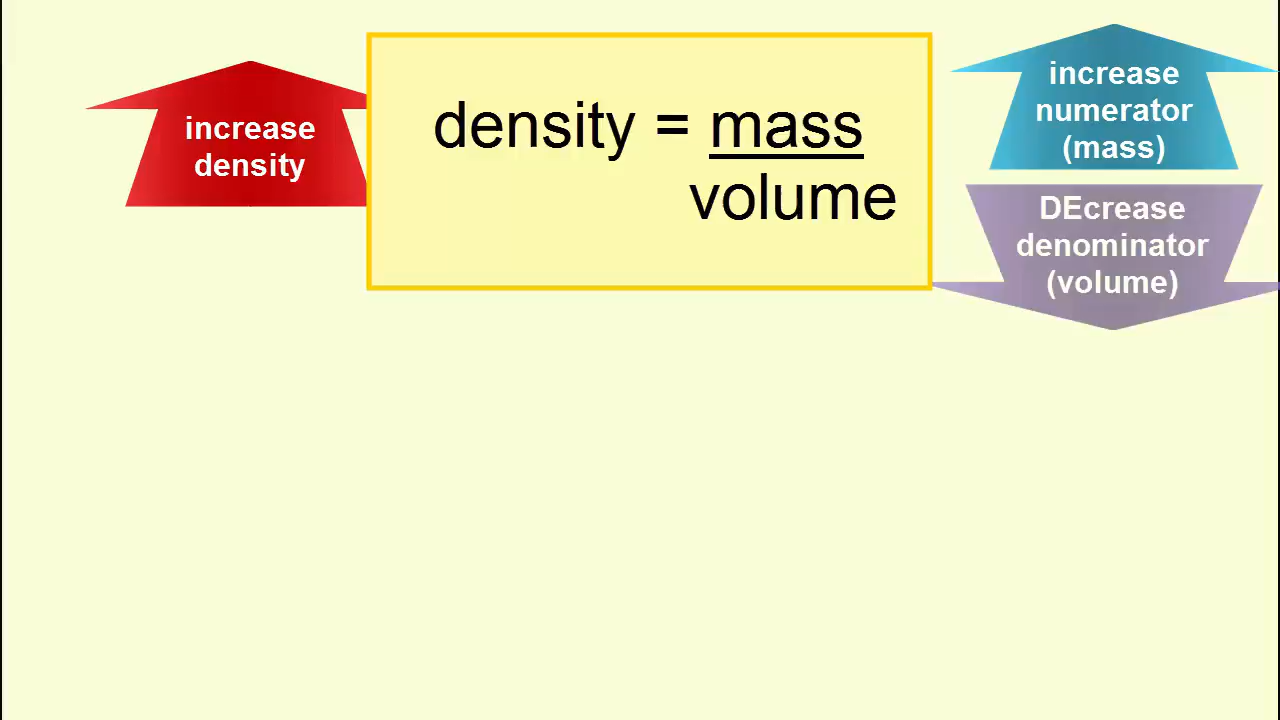 increase
density
density = mass
volume
increase
numerator
(mass)
DEcrease
denominator
(volume)